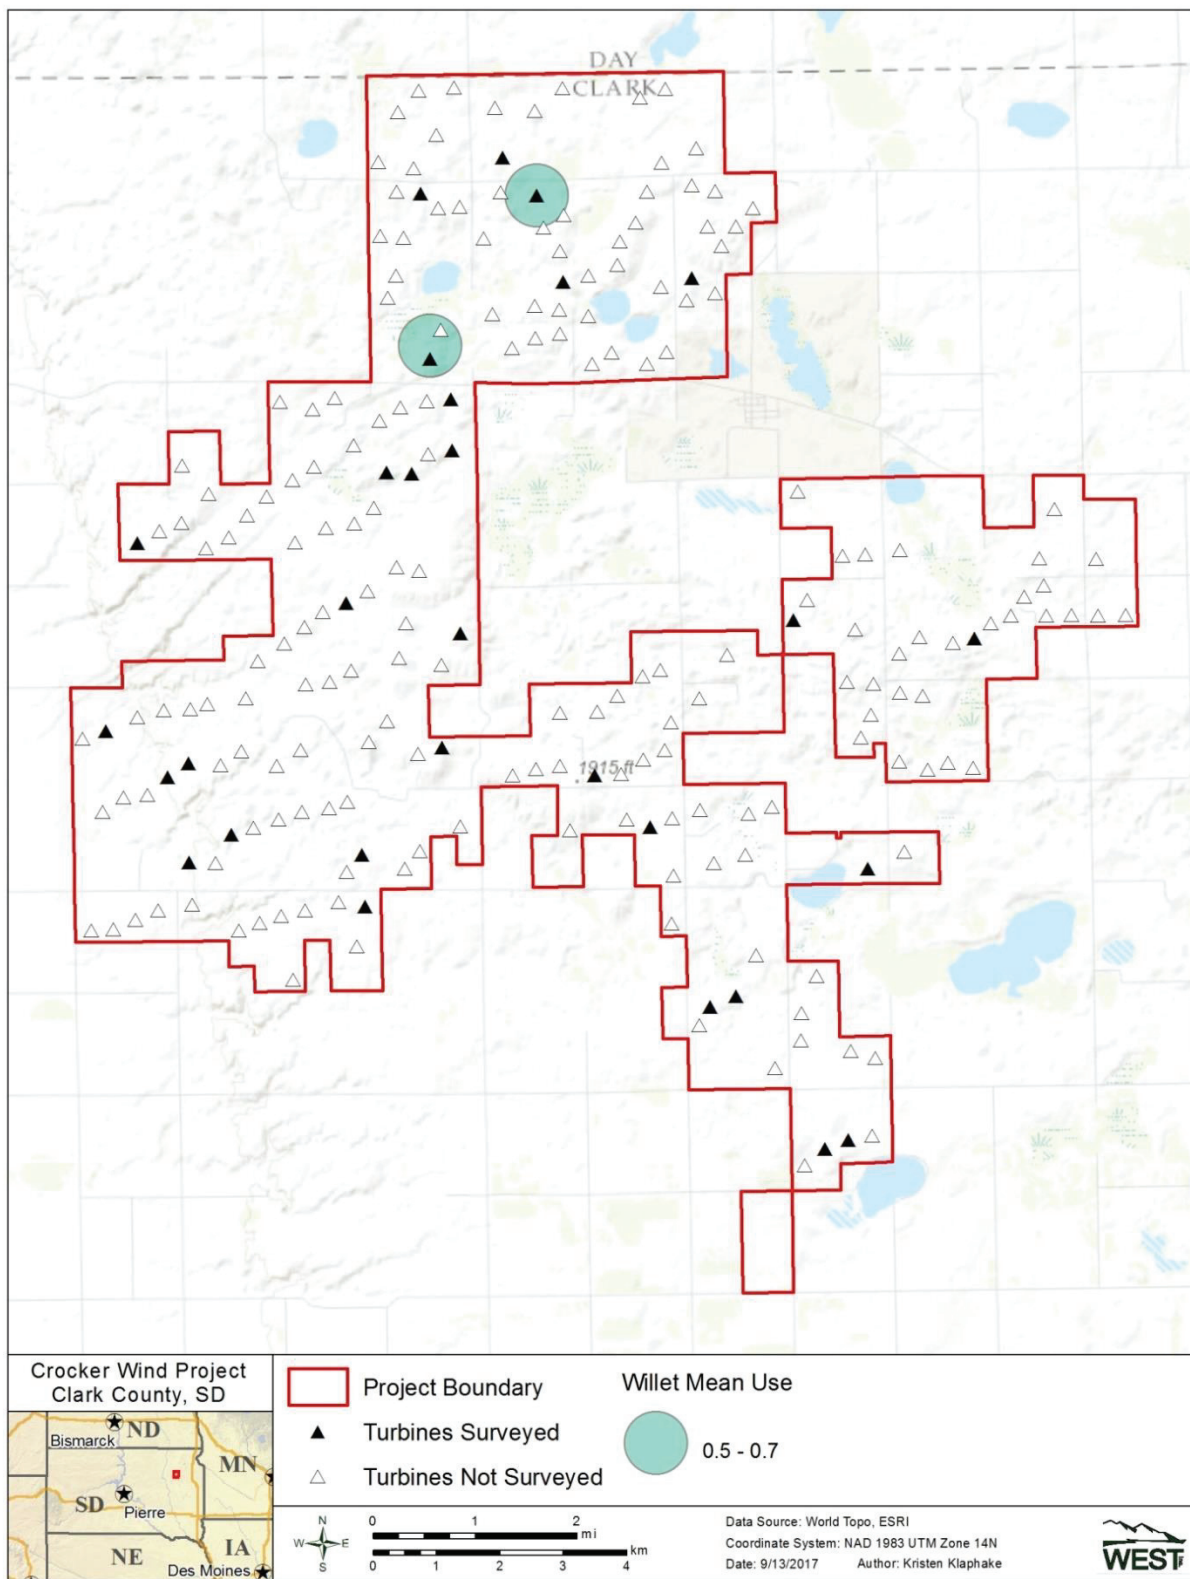 DAY
CLARK
1915 ft
Crocker Wind Project
Clark County, SD
ND
Bismarck
MN
SD
Pierre
NE
IA
Des Moines
Project Boundary
Turbines Surveyed
Turbines Not Surveyed
Willet Mean Use
0.5 - 0.7
N
W E
S
0 1 2
mi
0 1 2 3 4
km
Data Source: World Topo, ESRI
Coordinate System: NAD 1983 UTM Zone 14N
Date: 9/13/2017 Author: Kristen Klaphake
WEST